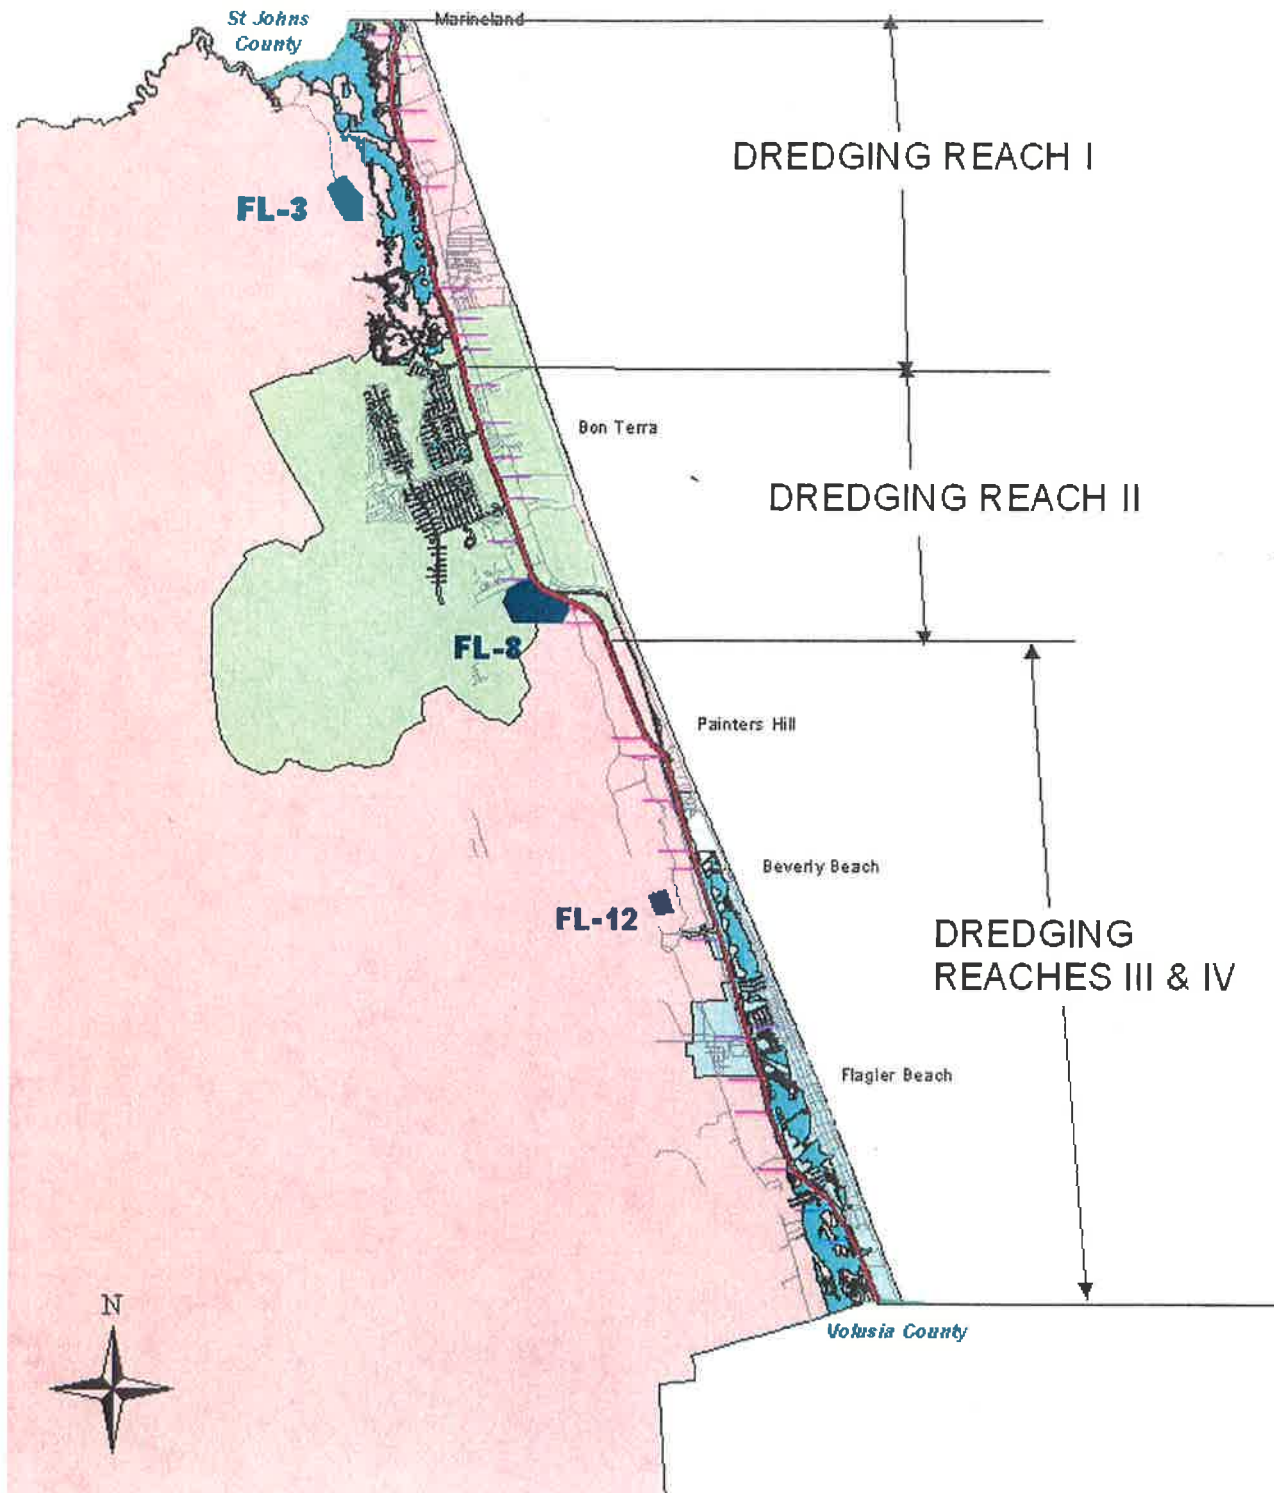 St Johns
County
Marineland
DREDGING REACH I
FL-3
Bon Terra
DREDGING REACH II
FL-8
Painters Hill
Beverly Beach
FL-12
DREDGING
REACHES III & IV
Flagler Beach
N
Volusia County